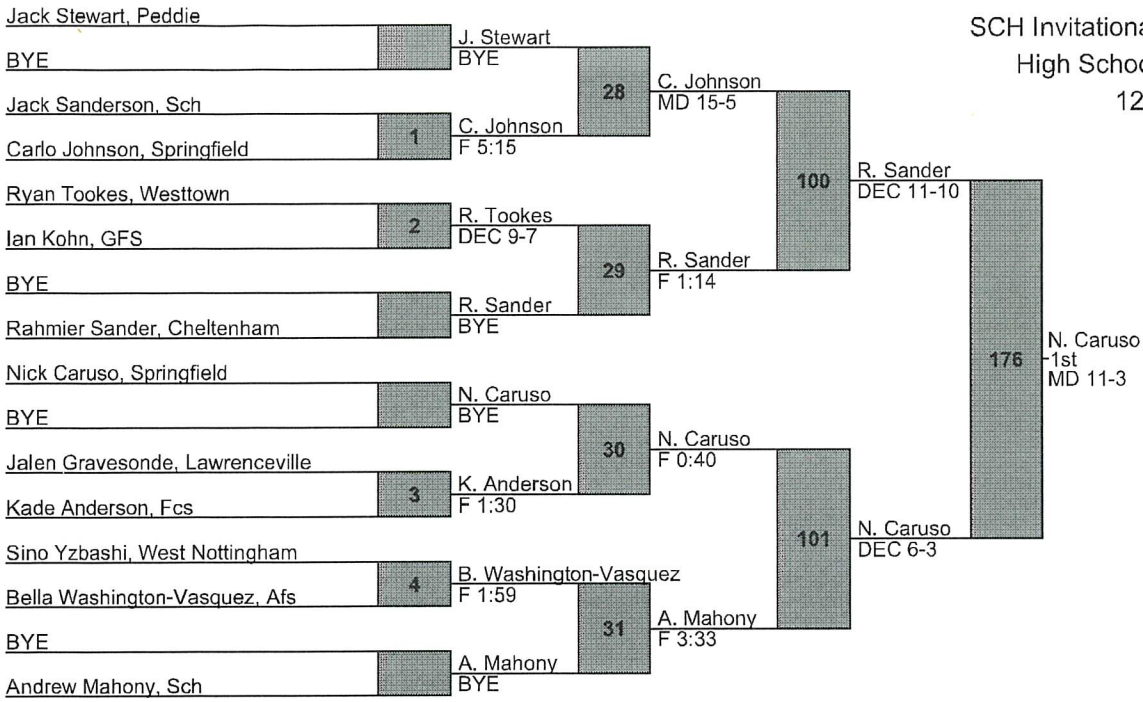 Jack Stewart, Peddie
BYE
Jack Sanderson, Sch
Carlo Johnson, Springfield
Ryan Tookes, Westtown
Ian Kohn, GFS
BYE
Rahmier Sander, Cheltenham
Nick Caruso, Springfield
BYE
Jalen Gravesonde, Lawrenceville
Kade Anderson, Fcs
Sino Yzbashi, West Nottingham
Bella Washington-Vasquez, Afs
BYE
Andrew Mahony, Sch
1
2
3
4
J. Stewart
BYE
C. Johnson
F 5:15
R. Tookes
DEC 9-7
R. Sander
BYE
N. Caruso
BYE
K. Anderson
F 1:30
B. Washington-Vasquez
F 1:59
A. Mahony
BYE
28
29
30
31
C. Johnson
MD 15-5
R. Sander
F 1:14
N. Caruso
F 0:40
A. Mahony
F 3:33
100
101
R. Sander
DEC 11-10
N. Caruso
DEC 6-3
176
N. Caruso
1st
MD 11-3
SCH Invitationa
High Schoo
12